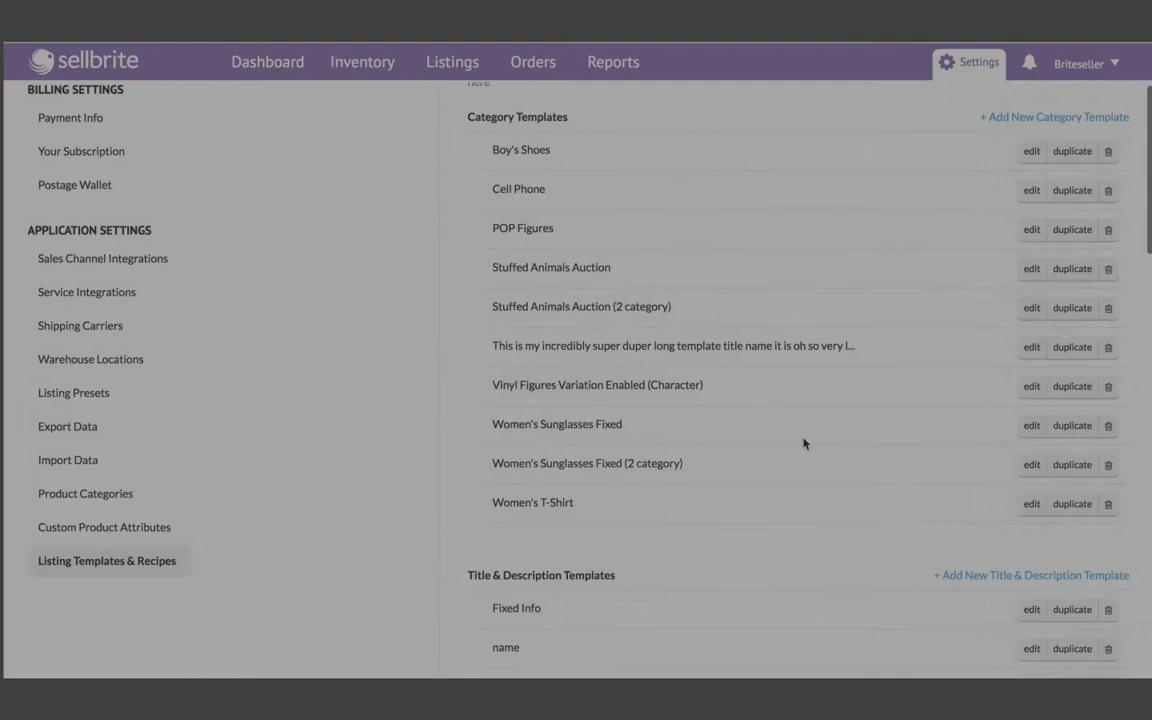 sellbrite
Dashboard
Inventory
Listings
Orders
Reports
Settings
Briteseller
BILLING SETTINGS
Payment Info
Your Subscription
Postage Wallet
APPLICATION SETTINGS
Sales Channel Integrations
Service Integrations
Shipping Carriers
Warehouse Locations
Listing Presets
Export Data
Import Data
Product Categories
Custom Product Attributes
Listing Templates & Recipes
here
Category Templates
+ Add New Category Template
Boy's Shoes
edit duplicate
Cell Phone
edit duplicate
POP Figures
edit duplicate
Stuffed Animals Auction
edit duplicate
Stuffed Animals Auction (2 category)
edit duplicate
This is my incredibly super duper long template title name it is oh so very l...
edit duplicate
Vinyl Figures Variation Enabled (Character)
edit duplicate
Women's Sunglasses Fixed
edit duplicate
Women's Sunglasses Fixed (2 category)
edit duplicate
Women's T-Shirt
edit duplicate
Title & Description Templates
+ Add New Title & Description Template
Fixed Info
edit duplicate
name
edit duplicate